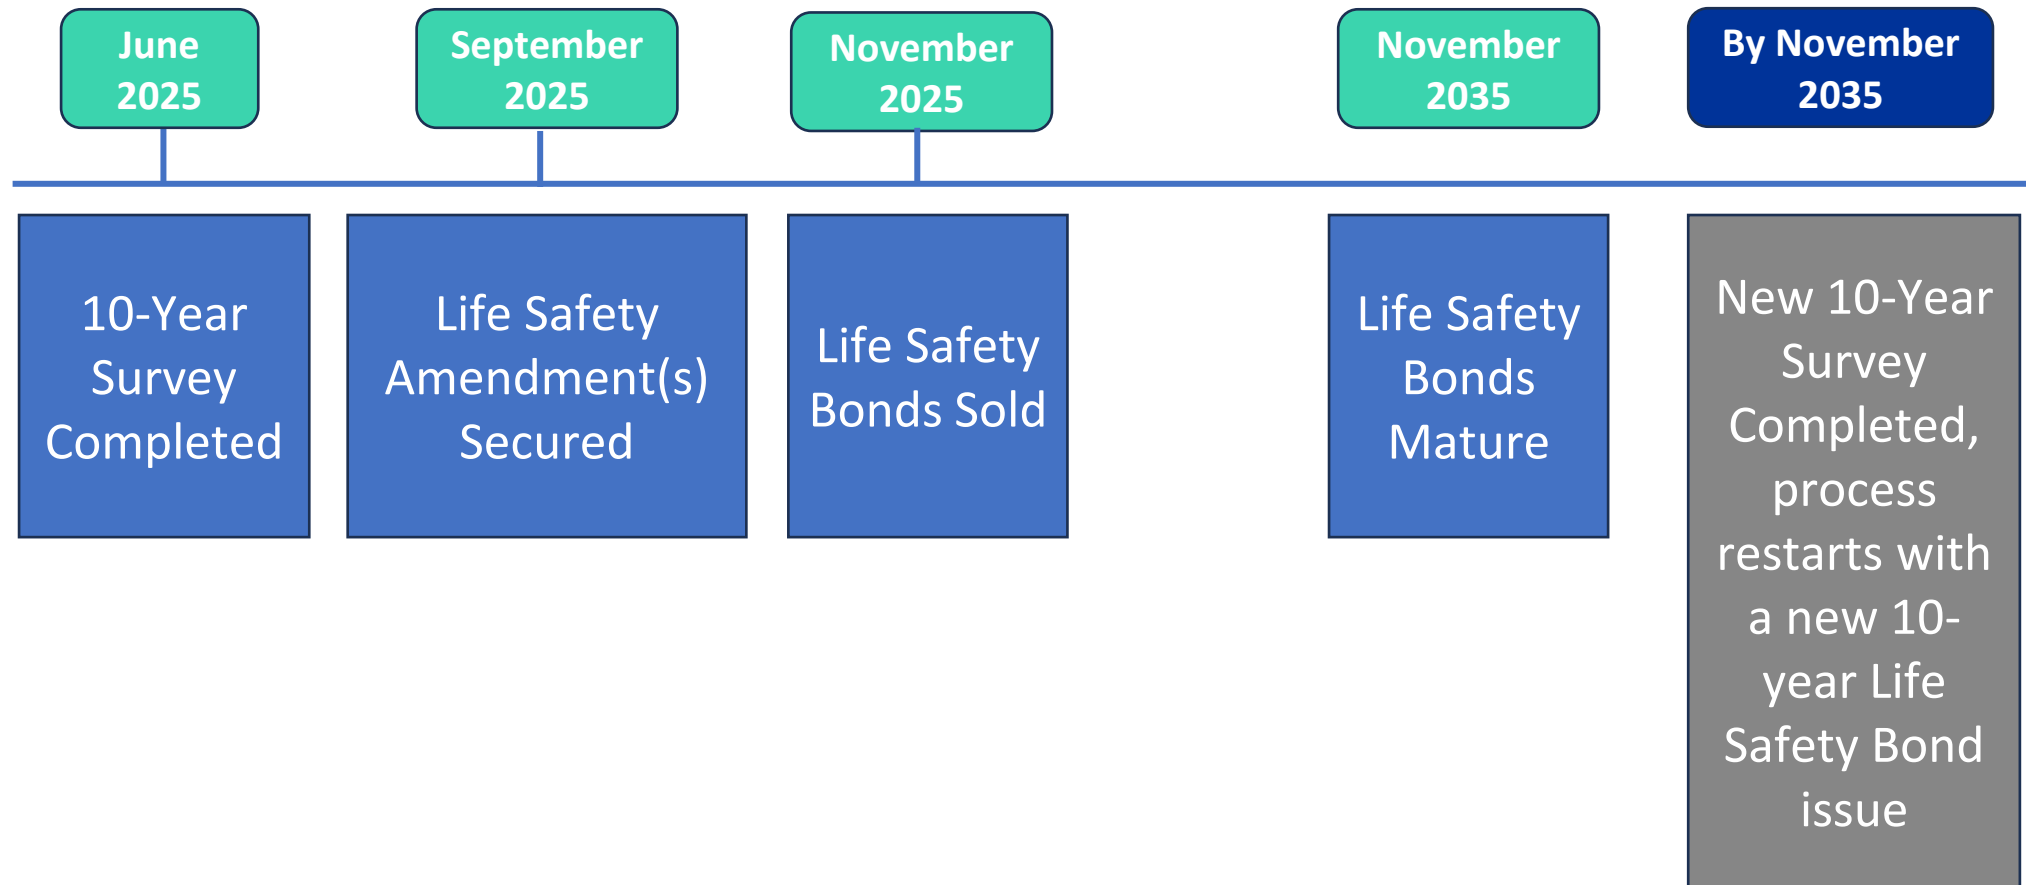 June
2025
September
2025
November
2025
November
2035
By November
2035
10-Year
Survey
Completed
Life Safety
Amendment(s)
Secured
Life Safety
Bonds Sold
Life Safety
Bonds
Mature
New 10-Year
Survey
Completed,
process
restarts with
a new 10-
year Life
Safety Bond
issue